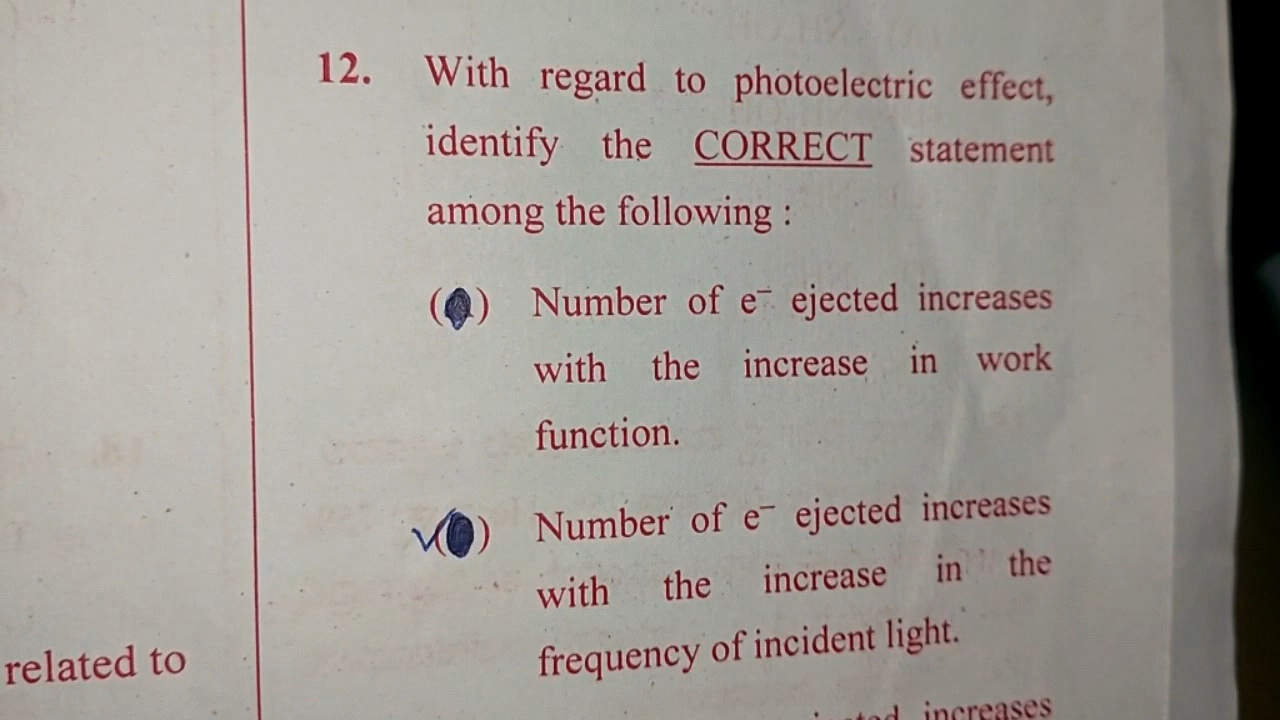 12. With regard to photoelectric effect,
identify the CORRECT statement
among the following :
( ) Number of e⁻ ejected increases
with the increase in work
function.
✓( ) Number of e⁻ ejected increases
with the increase in the
frequency of incident light.
related to
increases